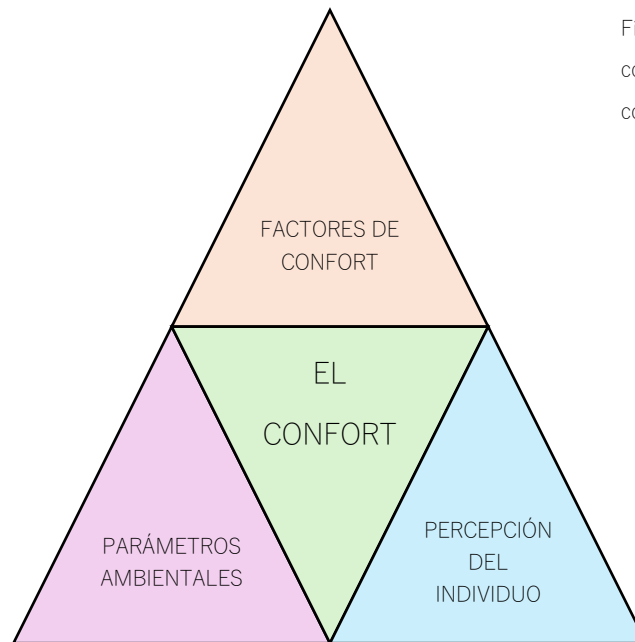 FACTORES DE
CONFORT
EL
CONFORT
PARÁMETROS
AMBIENTALES
PERCEPCIÓN
DEL
INDIVIDUO